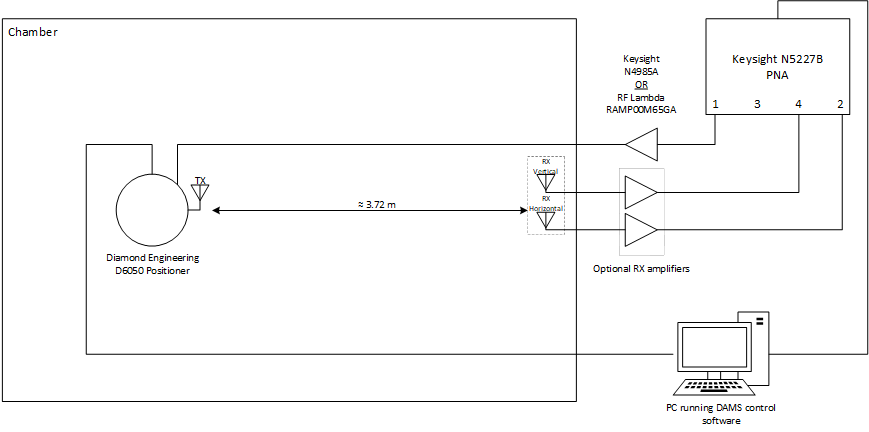 Chamber
Keysight
N4985A
OR
RF Lambda
RAMP00M65GA
Keysight N5227B
PNA
1
3
4
2
RX
Vertical
TX
RX
Horizontal
≈ 3.72 m
Diamond Engineering
D6050 Positioner
Optional RX amplifiers
PC running DAMS control
software